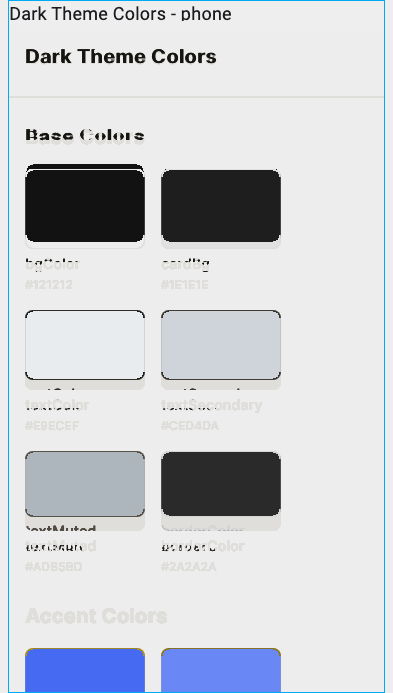 Dark Theme Colors - phone
Dark Theme Colors
Base Colors
bgColor cardBg
#121212 #1E1E1E
textColor textSecondary
#E9ECEF #CED4DA
textMuted borderColor
#ADB5BD #2A2A2A
Accent Colors